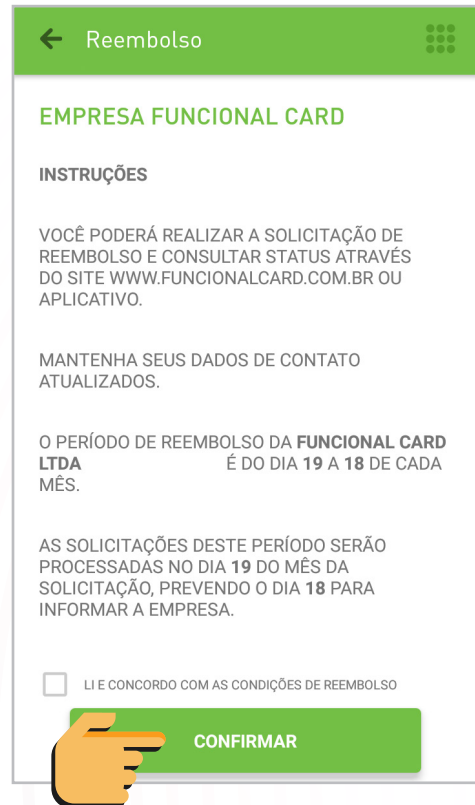 Reembolso
EMPRESA FUNCIONAL CARD
INSTRUÇÕES
VOCÊ PODERÁ REALIZAR A SOLICITAÇÃO DE
REEMBOLSO E CONSULTAR STATUS ATRAVÉS
DO SITE WWW.FUNCIONALCARD.COM.BR OU
APLICATIVO.
MANTENHA SEUS DADOS DE CONTATO
ATUALIZADOS.
O PERÍODO DE REEMBOLSO DA FUNCIONAL CARD
LTDA É DO DIA 19 A 18 DE CADA
MÊS.
AS SOLICITAÇÕES DESTE PERÍODO SERÃO
PROCESSADAS NO DIA 19 DO MÊS DA
SOLICITAÇÃO, PREVENDO O DIA 18 PARA
INFORMAR A EMPRESA.
LI E CONCORDO COM AS CONDIÇÕES DE REEMBOLSO
CONFIRMAR